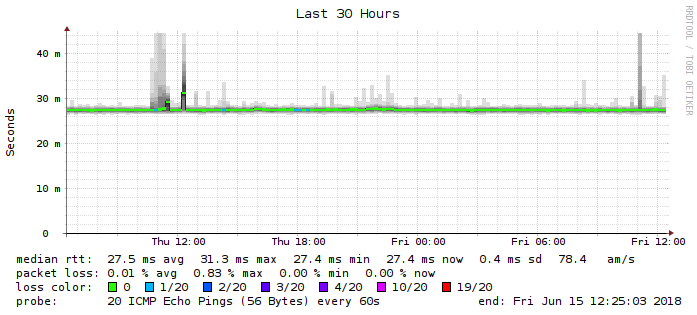 Last 30 Hours
RRDTOOL / TOBI OETIKER
Seconds
40 m
30 m
20 m
10 m
0
Thu 12:00 Thu 18:00 Fri 00:00 Fri 06:00 Fri 12:00
median rtt: 27.5 ms avg 31.3 ms max 27.4 ms min 27.4 ms now 0.4 ms sd 78.4 am/s
packet loss: 0.01 % avg 0.83 % max 0.00 % min 0.00 % now
loss color: 0 1/20 2/20 3/20 4/20 10/20 19/20
probe: 20 ICMP Echo Pings (56 Bytes) every 60s end: Fri Jun 15 12:25:03 2018